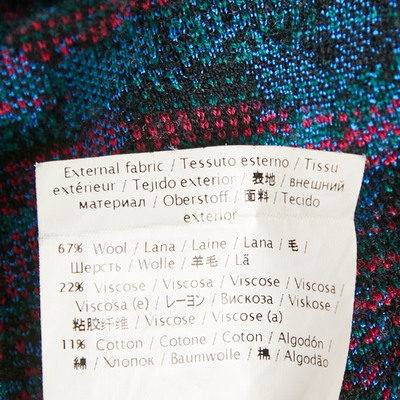 External fabric / Tessuto esterno / Tissu
extérieur / Tejido exterior / 表地 / внешний
материал / Oberstoff / 面料 / Tecido
exterior
67% Wool / Lana / Laine / Lana / 毛 /
Шерсть / Wolle / 羊毛 / Lã
22% Viscose / Viscosa / Viscose / Viscosa /
Viscosa (e) / レーヨン / Вискоза / Viskose /
粘胶纤维 / Viscose / Viscose (a)
11% Cotton / Cotone / Coton / Algodón /
綿 / Хлопок / Baumwolle / 棉 / Algodão